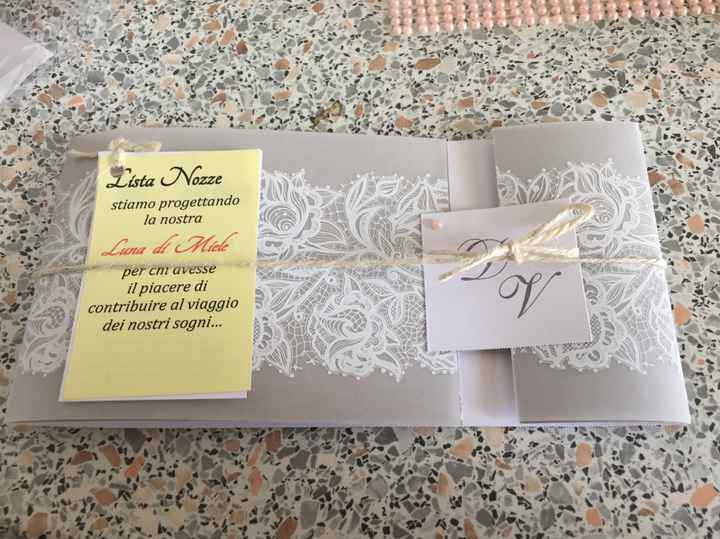 Lista Nozze
stiamo progettando
la nostra
Luna di Miele
per chi avesse
il piacere di
contribuire al viaggio
dei nostri sogni...
D
V